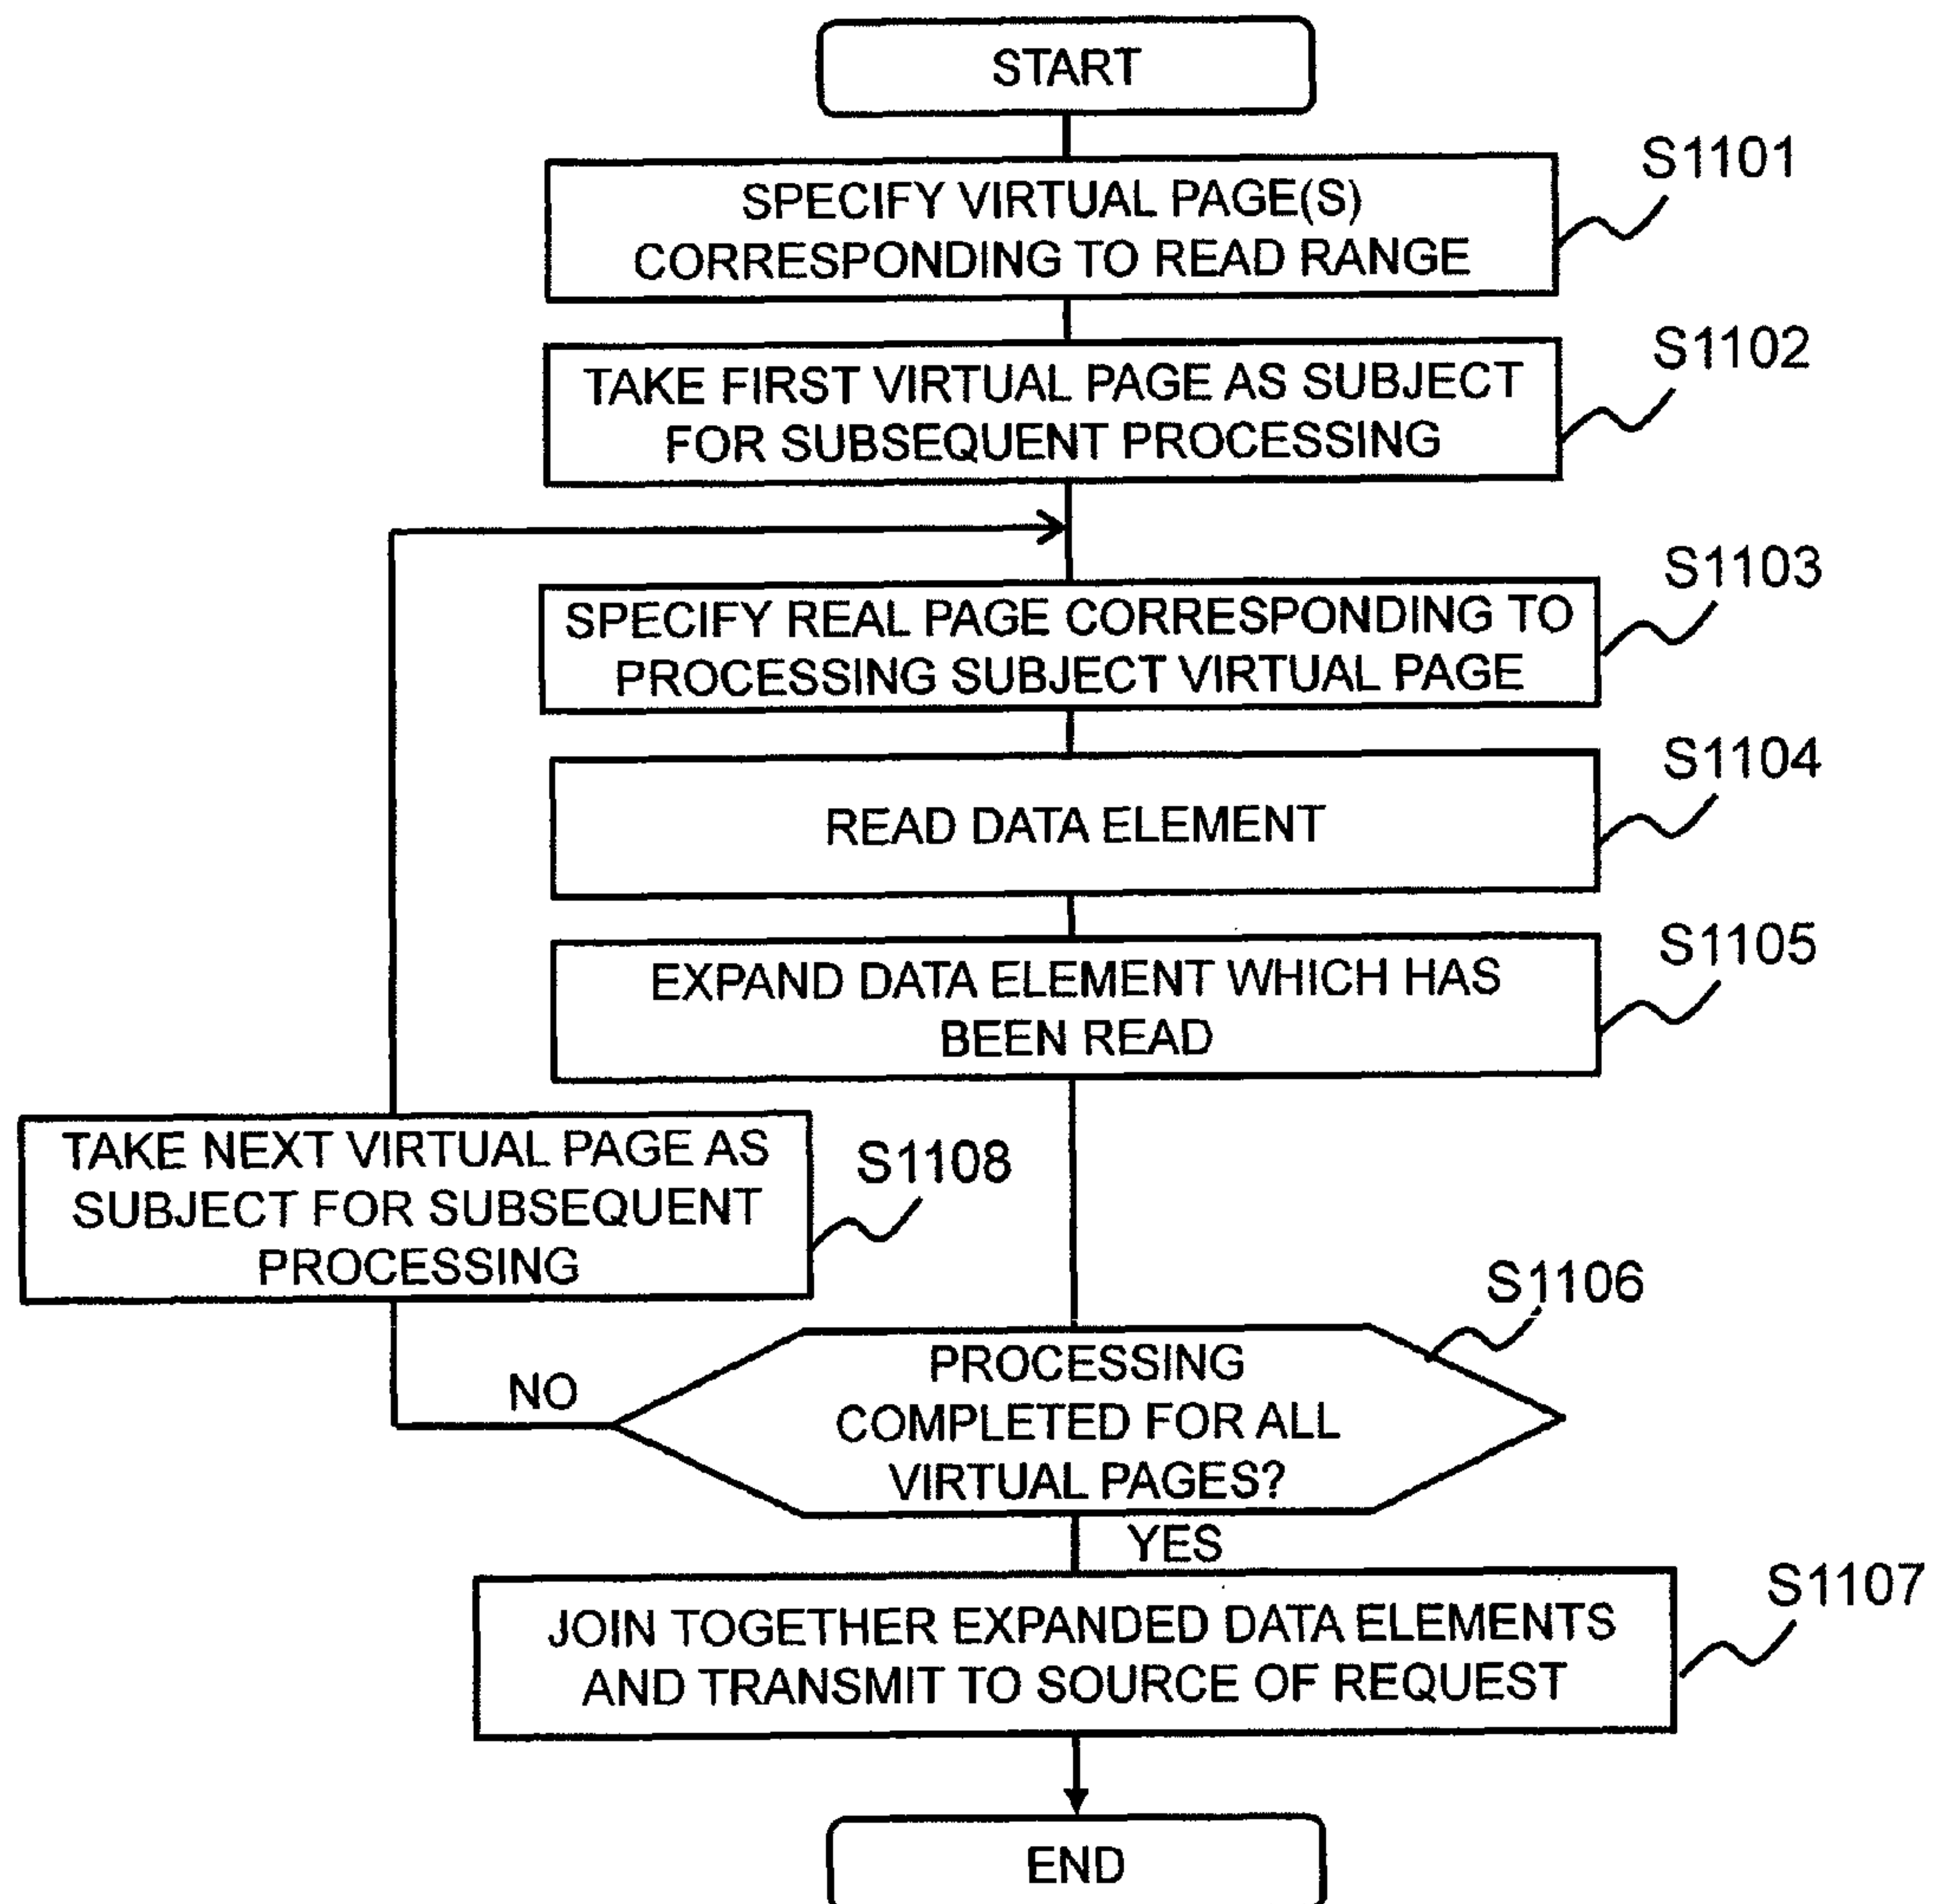 START
S1101
SPECIFY VIRTUAL PAGE(S)
CORRESPONDING TO READ RANGE
S1102
TAKE FIRST VIRTUAL PAGE AS SUBJECT
FOR SUBSEQUENT PROCESSING
S1103
SPECIFY REAL PAGE CORRESPONDING TO
PROCESSING SUBJECT VIRTUAL PAGE
S1104
READ DATA ELEMENT
S1105
EXPAND DATA ELEMENT WHICH HAS
BEEN READ
TAKE NEXT VIRTUAL PAGE AS
SUBJECT FOR SUBSEQUENT
PROCESSING
S1108
S1106
PROCESSING
COMPLETED FOR ALL
VIRTUAL PAGES?
NO
YES
S1107
JOIN TOGETHER EXPANDED DATA ELEMENTS
AND TRANSMIT TO SOURCE OF REQUEST
END